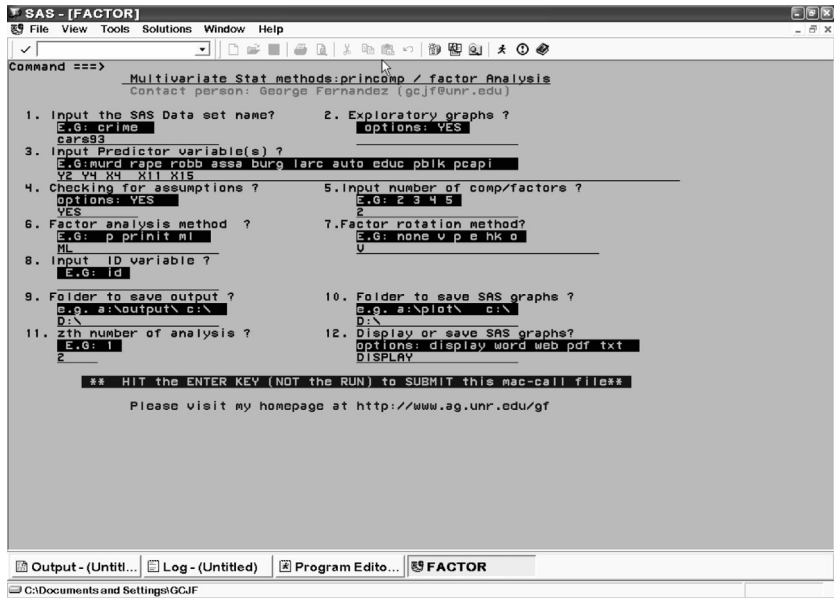 SAS - [FACTOR]
File View Tools Solutions Window Help
Command ===>
Multivariate Stat methods:princomp / factor Analysis
Contact person: George Fernandez (gcjf@unr.edu)
1. Input the SAS Data set name? 2. Exploratory graphs ?
E.G: crime options: YES
cars93
3. Input Predictor variable(s) ?
E.G:murd rape robb assa burg larc auto educ pblk pcapi
Y2 Y4 X4 X11 X15
4. Checking for assumptions ? 5.Input number of comp/factors ?
options: YES E.G: 2 3 4 5
YES 2
6. Factor analysis method ? 7.Factor rotation method?
E.G: p prinit ml E.G: none v p e hk o
ML V
8. Input ID variable ?
E.G: id
9. Folder to save output ? 10. Folder to save SAS graphs ?
e.g. a:\output\ c:\ e.g. a:\plot\ c:\
D:\ D:\
11. zth number of analysis ? 12. Display or save SAS graphs?
E.G: 1 options: display word web pdf txt
2 DISPLAY
** HIT the ENTER KEY (NOT the RUN) to SUBMIT this mac-call file**
Please visit my homepage at http://www.ag.unr.edu/gf
Output - (Untitl... Log - (Untitled) Program Edito... FACTOR
C:\Documents and Settings\GCJF